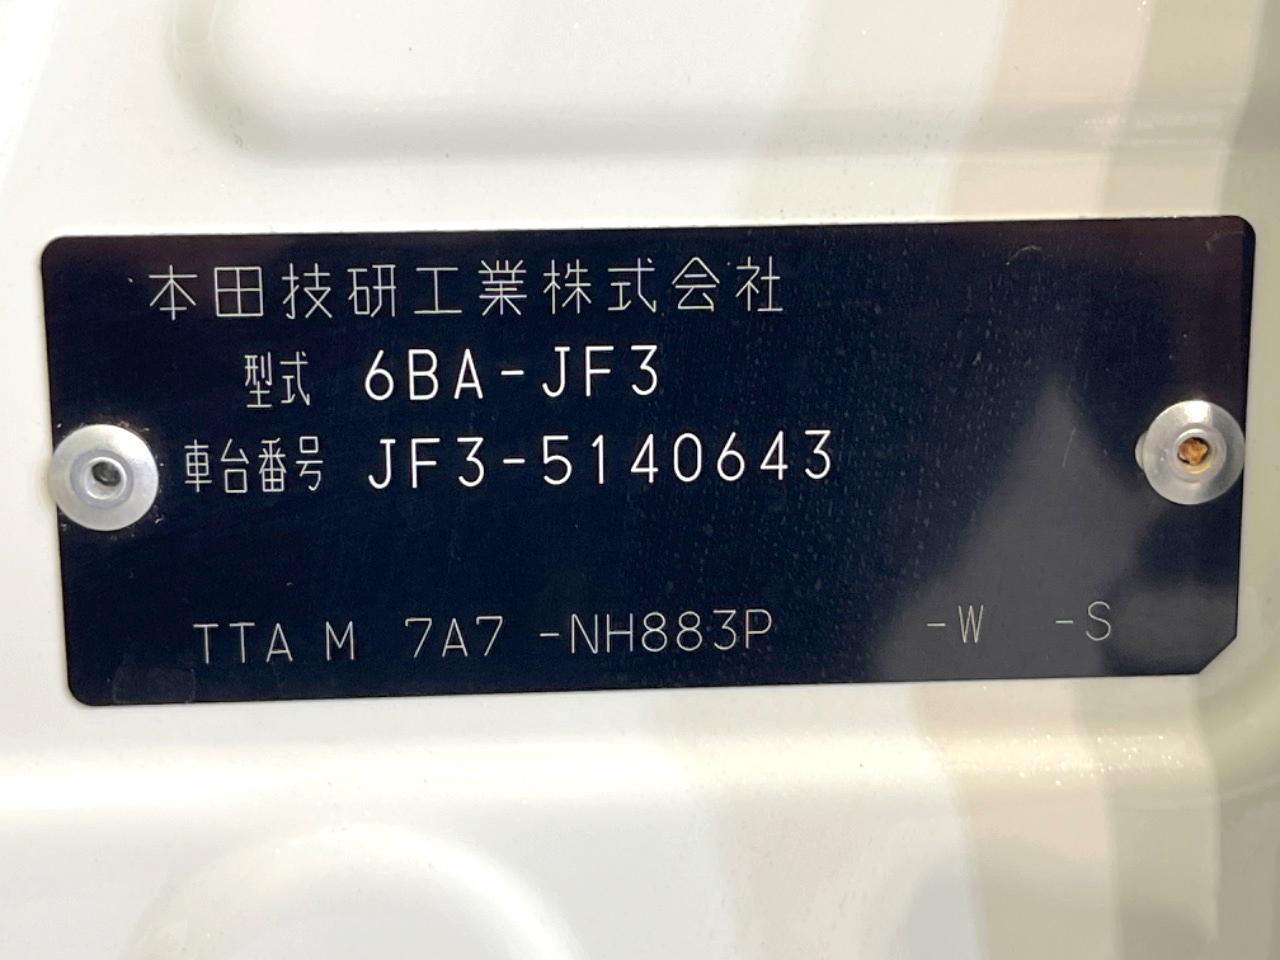 本田技研工業株式会社
型式 6BA-JF3
車台番号 JF3-5140643
TTA M 7A7 -NH883P -W -S